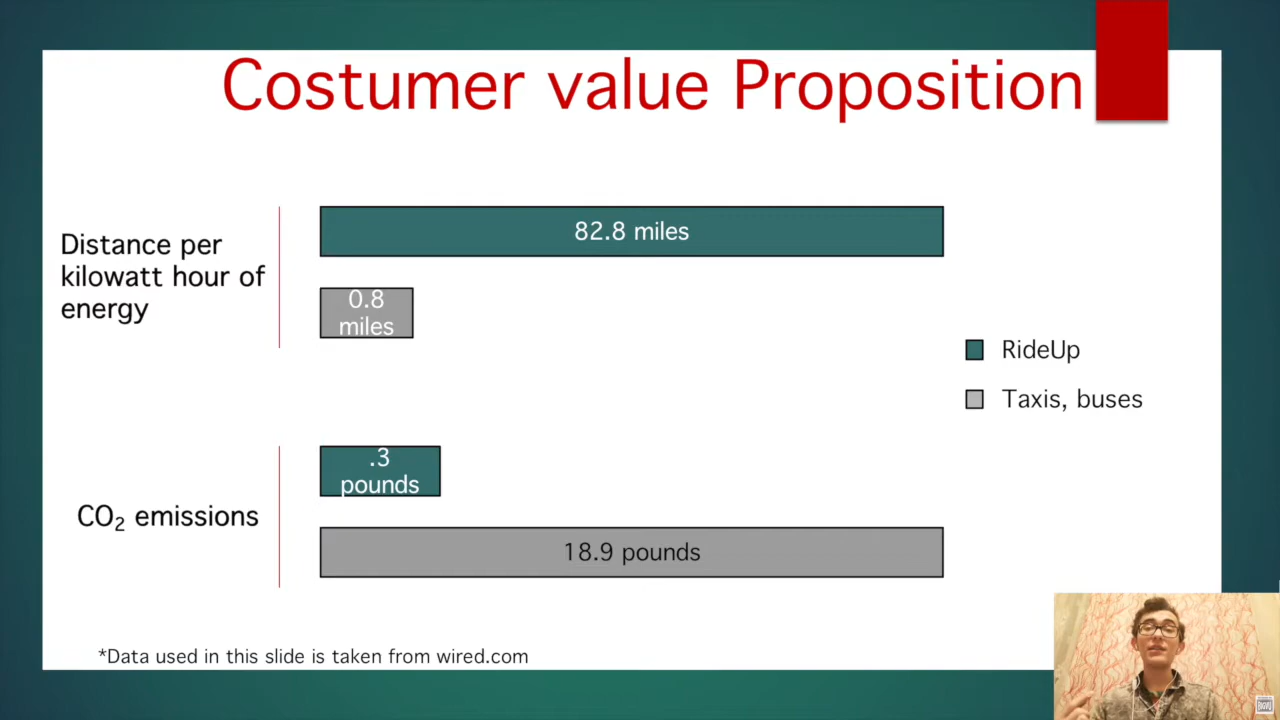 Costumer value Proposition
Distance per
kilowatt hour of
energy
82.8 miles
0.8
miles
RideUp
Taxis, buses
CO₂ emissions
.3
pounds
18.9 pounds
*Data used in this slide is taken from wired.com